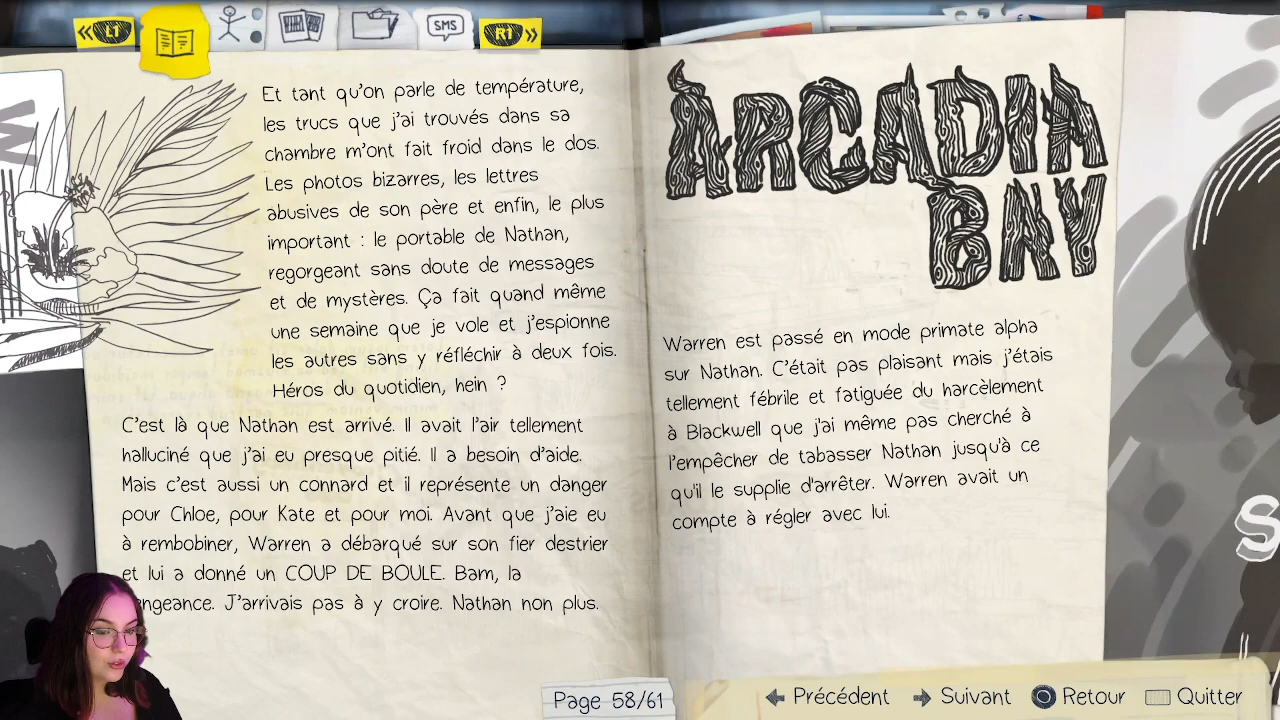 L1
SMS
R1
Et tant qu'on parle de température,
les trucs que j'ai trouvés dans sa
chambre m'ont fait froid dans le dos.
Les photos bizarres, les lettres
abusives de son père et enfin, le plus
important : le portable de Nathan,
regorgeant sans doute de messages
et de mystères. Ça fait quand même
une semaine que je vole et j'espionne
les autres sans y réfléchir à deux fois.
Héros du quotidien, hein ?
C'est là que Nathan est arrivé. Il avait l'air tellement
halluciné que j'ai eu presque pitié. Il a besoin d'aide.
Mais c'est aussi un connard et il représente un danger
pour Chloe, pour Kate et pour moi. Avant que j'aie eu
à rembobiner, Warren a débarqué sur son fier destrier
et lui a donné un COUP DE BOULE. Bam, la
engeance. J'arrivais pas à y croire. Nathan non plus.
ARCADIA
BAY
Warren est passé en mode primate alpha
sur Nathan. C'était pas plaisant mais j'étais
tellement fébrile et fatiguée du harcèlement
à Blackwell que j'ai même pas cherché à
l'empêcher de tabasser Nathan jusqu'à ce
qu'il le supplie d'arrêter. Warren avait un
compte à régler avec lui.
S
Page 58/61
Précédent
Suivant
Retour
Quitter